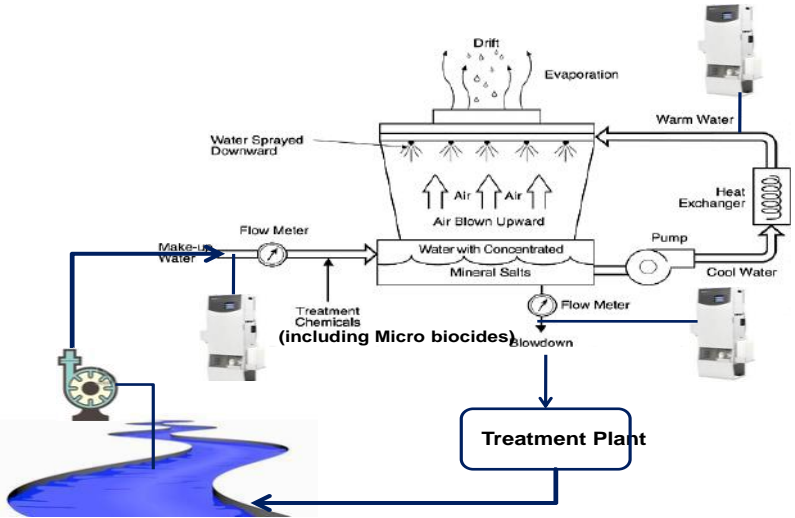 Drift
Evaporation
Warm Water
Water Sprayed
Downward
Air Air
Air Blown Upward
Heat
Exchanger
Flow Meter
Pump
Make-up
Water
Water with Concentrated
Mineral Salts
Cool Water
Treatment
Chemicals
(including Micro biocides)
Flow Meter
Blowdown
Treatment Plant